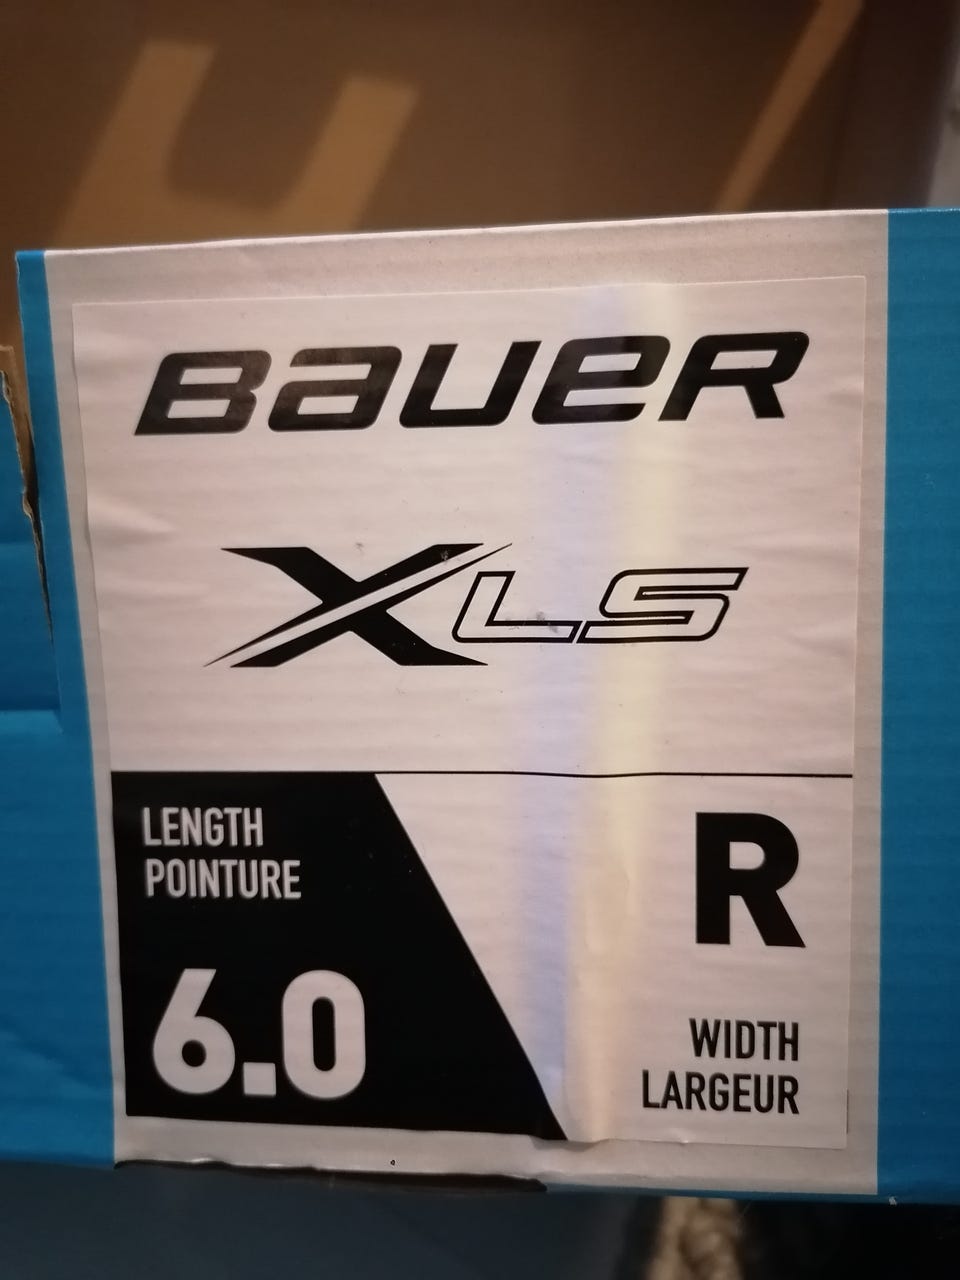 BAUER
XLS
LENGTH
POINTURE
6.0
R
WIDTH
LARGEUR